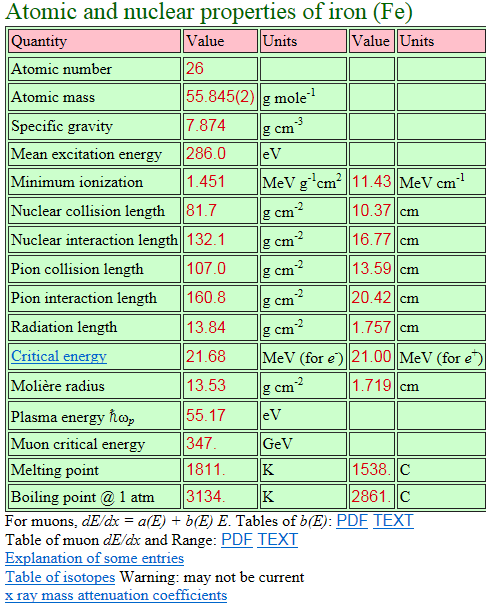 Atomic and nuclear properties of iron (Fe)
Quantity Value Units Value Units
Atomic number 26
Atomic mass 55.845(2) g mole⁻¹
Specific gravity 7.874 g cm⁻³
Mean excitation energy 286.0 eV
Minimum ionization 1.451 MeV g⁻¹cm² 11.43 MeV cm⁻¹
Nuclear collision length 81.7 g cm⁻² 10.37 cm
Nuclear interaction length 132.1 g cm⁻² 16.77 cm
Pion collision length 107.0 g cm⁻² 13.59 cm
Pion interaction length 160.8 g cm⁻² 20.42 cm
Radiation length 13.84 g cm⁻² 1.757 cm
Critical energy 21.68 MeV (for e⁻) 21.00 MeV (for e⁺)
Molière radius 13.53 g cm⁻² 1.719 cm
Plasma energy ℏωₚ 55.17 eV
Muon critical energy 347. GeV
Melting point 1811. K 1538. C
Boiling point @ 1 atm 3134. K 2861. C
For muons, dE/dx = a(E) + b(E) E. Tables of b(E): PDF TEXT
Table of muon dE/dx and Range: PDF TEXT
Explanation of some entries
Table of isotopes Warning: may not be current
x ray mass attenuation coefficients